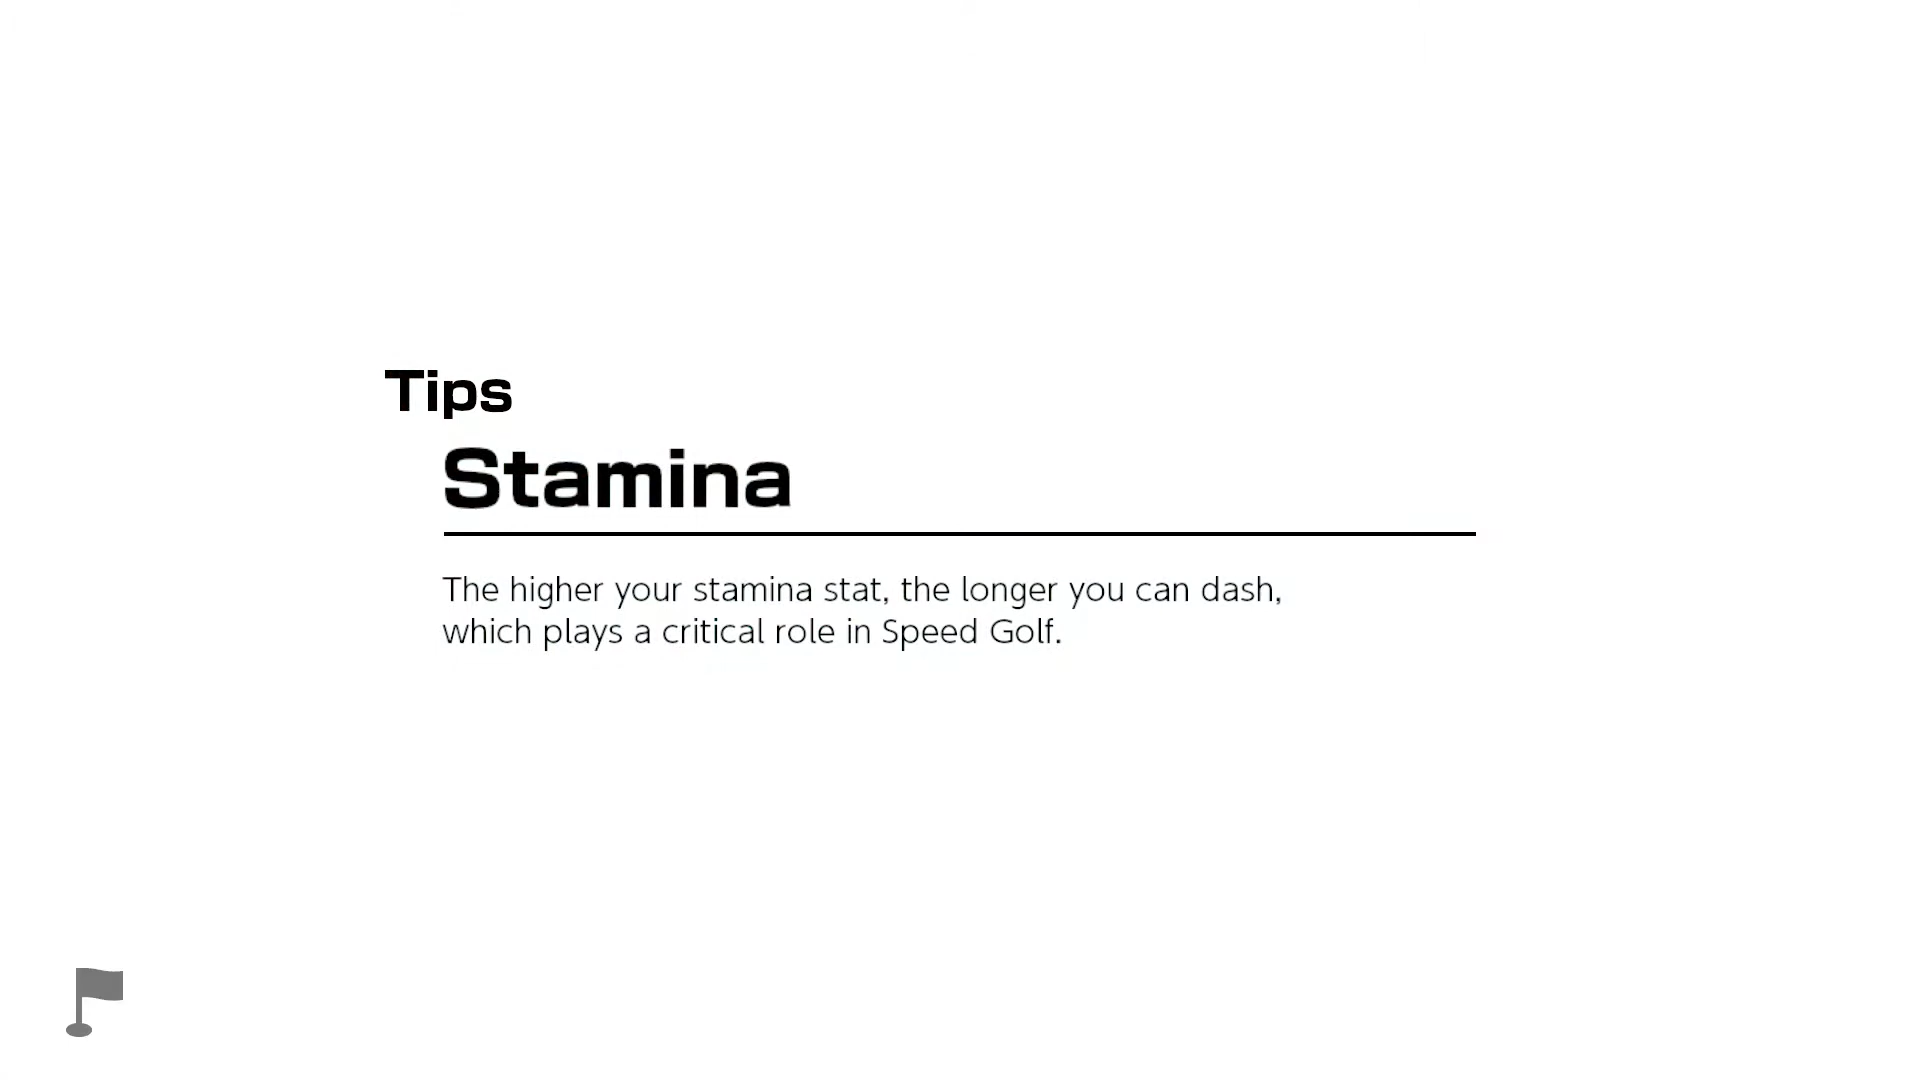 Tips
Stamina
The higher your stamina stat, the longer you can dash,
which plays a critical role in Speed Golf.